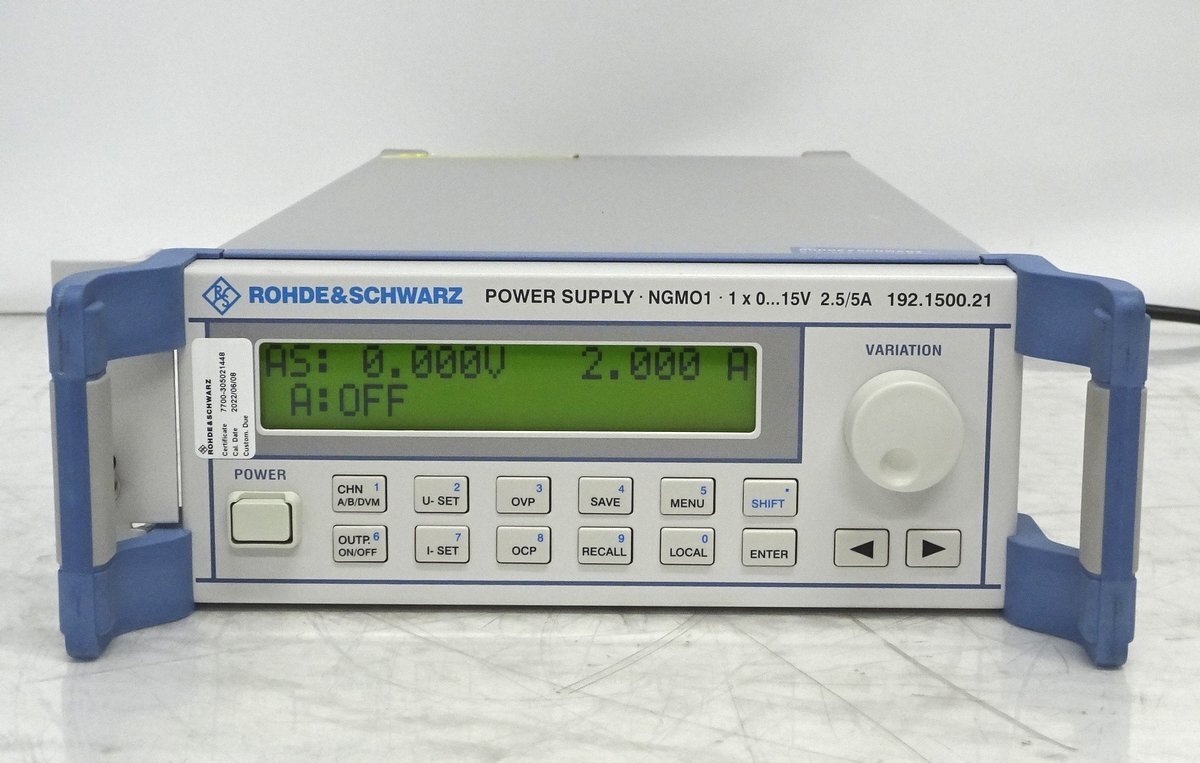 R&S ROHDE&SCHWARZ POWER SUPPLY · NGMO1 · 1 x 0...15V 2.5/5A 192.1500.21
ROHDE&SCHWARZ
ROHDE&SCHWARZ
Certificate 7700-305021448
Cal. Date 2022/06/08
Custom. Due
AS: 0.000V 2.000 A
A:OFF
VARIATION
POWER
CHN 1
A/B/DVM
2
U- SET
3
OVP
4
SAVE
5
MENU
SHIFT ·
OUTP. 6
ON/OFF
7
I- SET
8
OCP
9
RECALL
0
LOCAL
ENTER